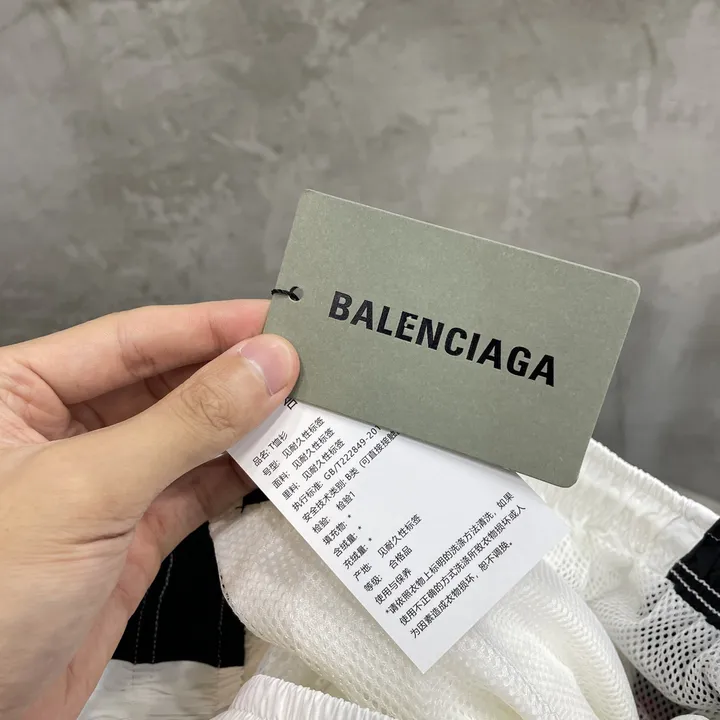 BALENCIAGA
品名: T恤衫
号型: 见耐久性标签
面料: 见耐久性标签
里料: 见耐久性标签
执行标准: GB/T222849-201
安全技术类别: B类 (可直接接触
检验: 检验1
填充物: *
含绒量: *
充绒量: *
产地: 见耐久性标签
等级: 合格品
使用与保养
*请依照衣物上标明的洗涤方法清洗, 如果
使用不正确的方式洗涤所致衣物损坏或人
为因素造成衣物损坏, 恕不调换。